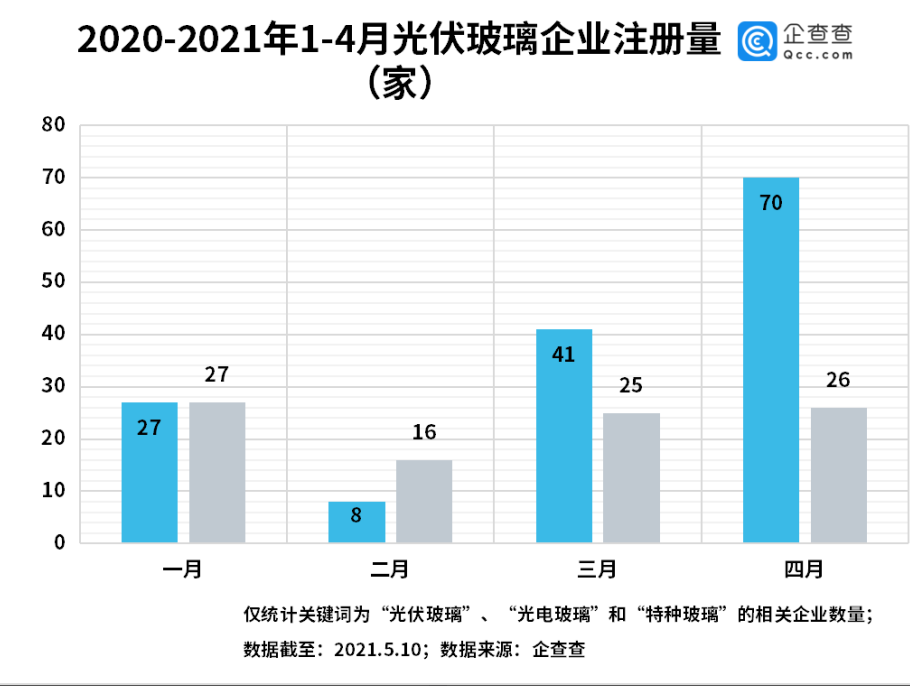 2020-2021年1-4月光伏玻璃企业注册量
（家）
企查查
Qcc.com
80
70
60
50
40
30
20
10
0
27
27
8
16
41
25
70
26
一月
二月
三月
四月
仅统计关键词为“光伏玻璃”、“光电玻璃”和“特种玻璃”的相关企业数量；
数据截至：2021.5.10；数据来源：企查查